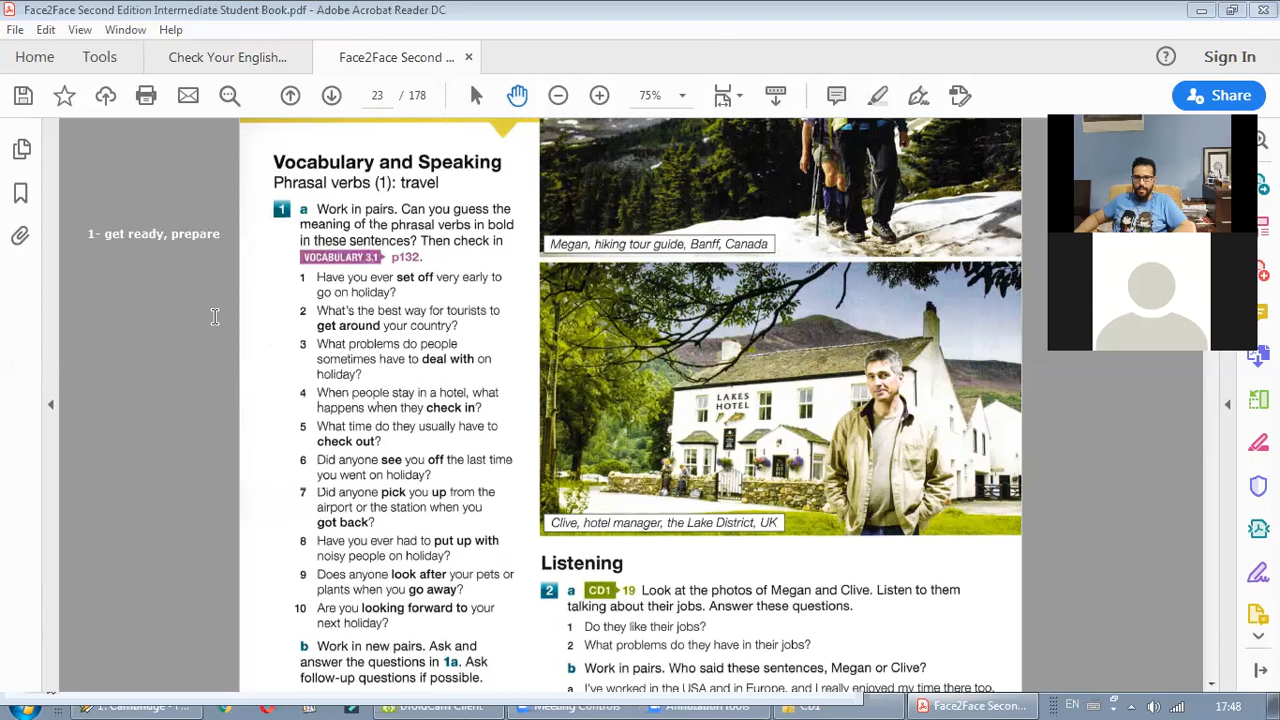 Face2Face Second Edition Intermediate Student Book.pdf - Adobe Acrobat Reader DC
File Edit View Window Help
Home Tools Check Your English... Face2Face Second ... × Sign In
23 / 178 75% Share
Vocabulary and Speaking
Phrasal verbs (1): travel
1 a Work in pairs. Can you guess the
meaning of the phrasal verbs in bold
in these sentences? Then check in
VOCABULARY 3.1 p132.
1 Have you ever set off very early to
go on holiday?
2 What's the best way for tourists to
get around your country?
3 What problems do people
sometimes have to deal with on
holiday?
4 When people stay in a hotel, what
happens when they check in?
5 What time do they usually have to
check out?
6 Did anyone see you off the last time
you went on holiday?
7 Did anyone pick you up from the
airport or the station when you
got back?
8 Have you ever had to put up with
noisy people on holiday?
9 Does anyone look after your pets or
plants when you go away?
10 Are you looking forward to your
next holiday?
b Work in new pairs. Ask and
answer the questions in 1a. Ask
follow-up questions if possible.
1- get ready, prepare
Megan, hiking tour guide, Banff, Canada
LAKES
HOTEL
Clive, hotel manager, the Lake District, UK
Listening
2 a CD1 19 Look at the photos of Megan and Clive. Listen to them
talking about their jobs. Answer these questions.
1 Do they like their jobs?
2 What problems do they have in their jobs?
b Work in pairs. Who said these sentences, Megan or Clive?
a I've worked in the USA and in Europe, and I really enjoyed my time there too.
1. Cambridge - ... DroidCam Client Meeting Controls Annotation Tools CD1 Face2Face Secon... EN 17:48